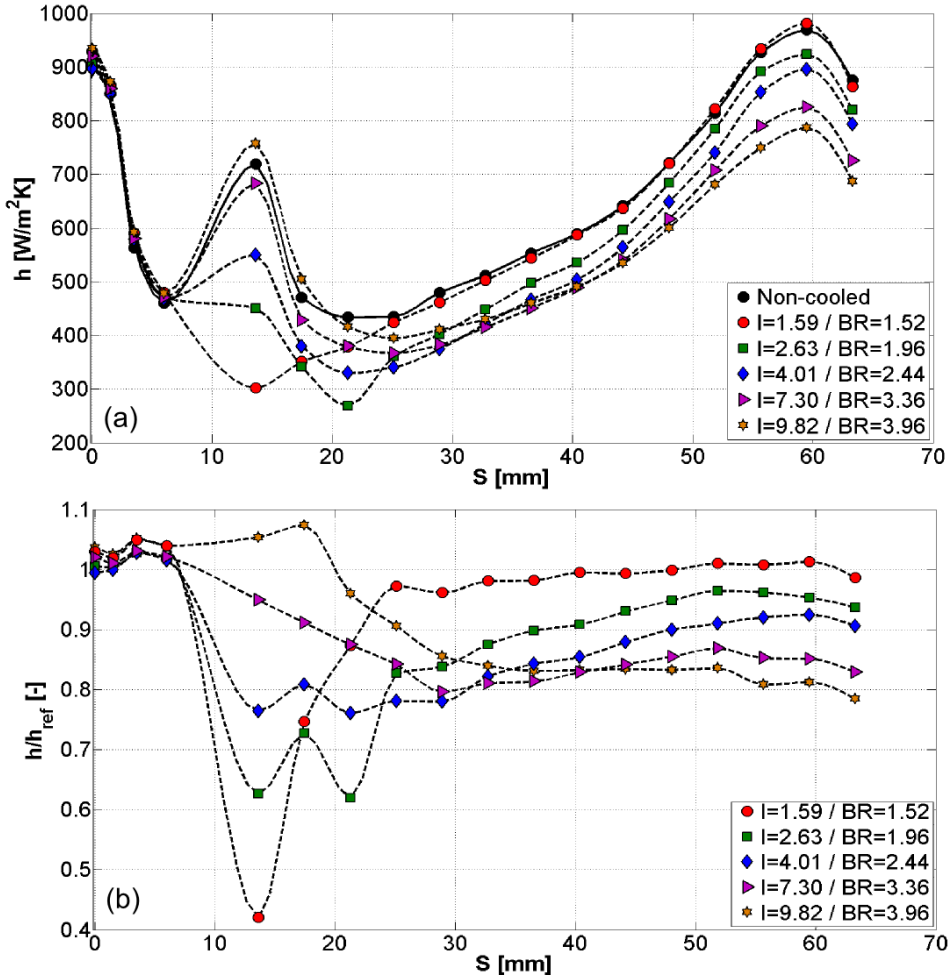 1000
900
800
700
600
500
400
300
200
h [W/m²K]
(a)
Non-cooled
I=1.59 / BR=1.52
I=2.63 / BR=1.96
I=4.01 / BR=2.44
I=7.30 / BR=3.36
I=9.82 / BR=3.96
0 10 20 30 40 50 60 70
S [mm]
1.1
1
0.9
0.8
0.7
0.6
0.5
0.4
h/h_ref [-]
(b)
I=1.59 / BR=1.52
I=2.63 / BR=1.96
I=4.01 / BR=2.44
I=7.30 / BR=3.36
I=9.82 / BR=3.96
0 10 20 30 40 50 60 70
S [mm]